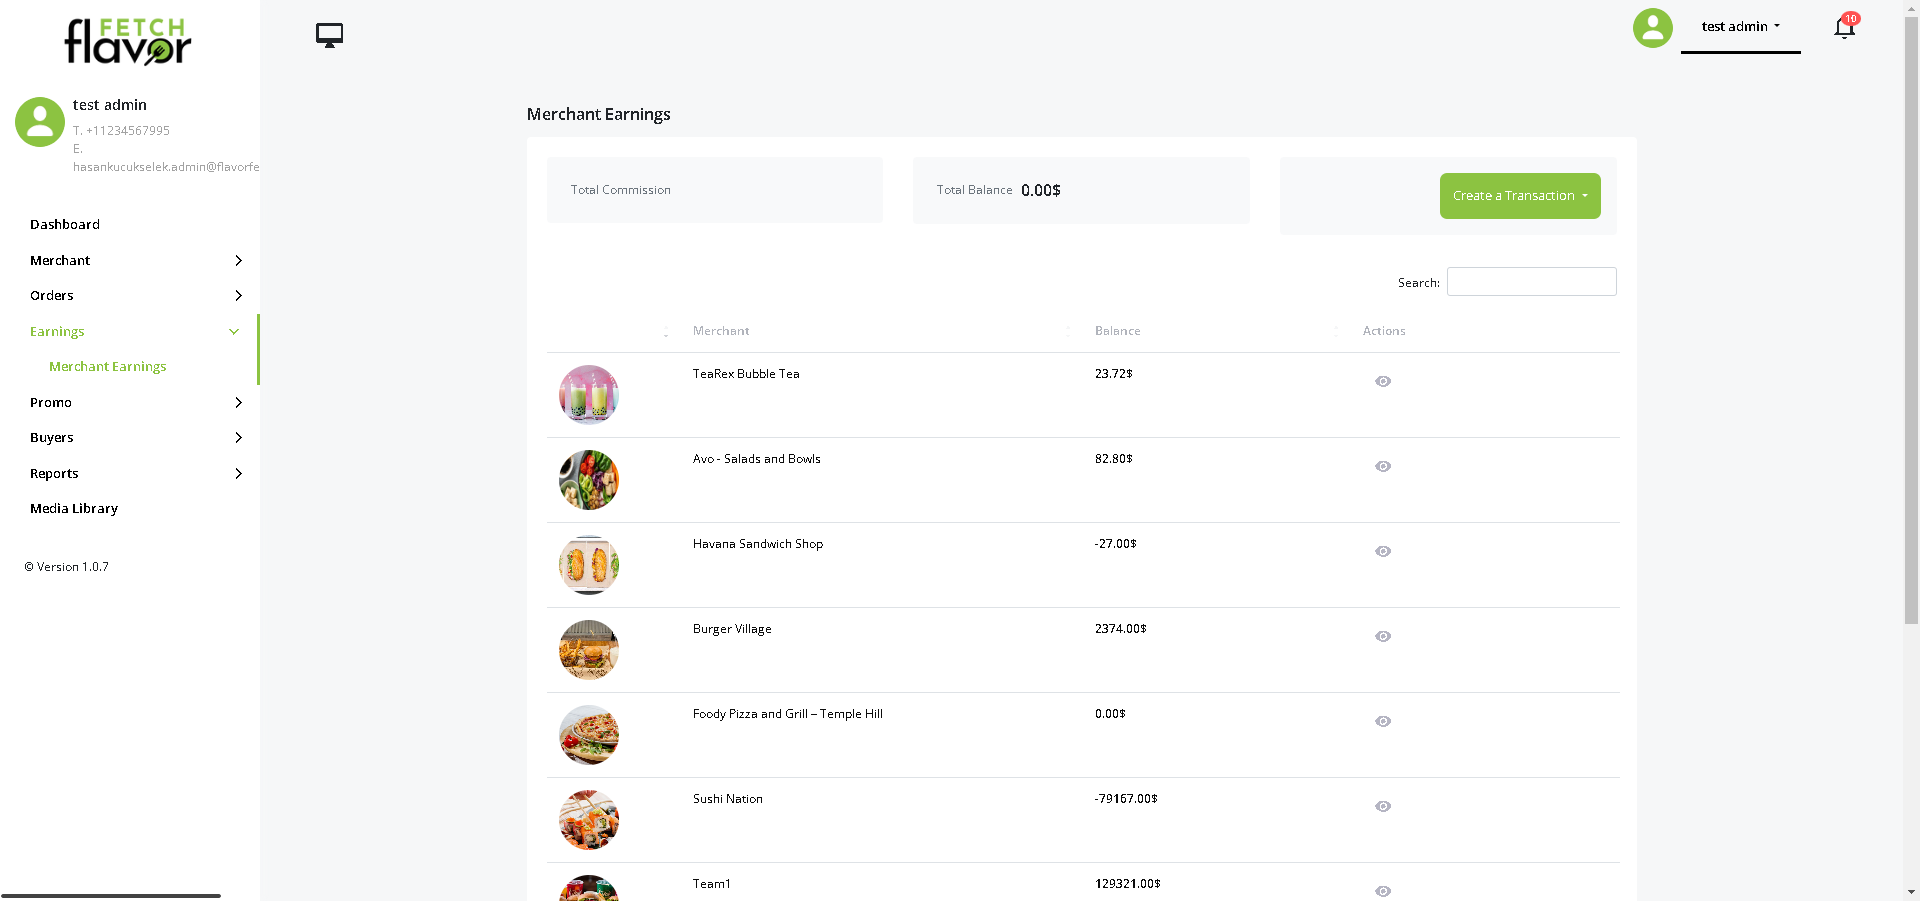 FETCH
flavor
test admin
T. +11234567995
E.
hasankucukselek.admin@flavorfe
Dashboard
Merchant
Orders
Earnings
Merchant Earnings
Promo
Buyers
Reports
Media Library
© Version 1.0.7
test admin
10
Merchant Earnings
Total Commission
Total Balance 0.00$
Create a Transaction
Search:
Merchant Balance Actions
TeaRex Bubble Tea 23.72$
Avo - Salads and Bowls 82.80$
Havana Sandwich Shop -27.00$
Burger Village 2374.00$
Foody Pizza and Grill – Temple Hill 0.00$
Sushi Nation -79167.00$
Team1 129321.00$